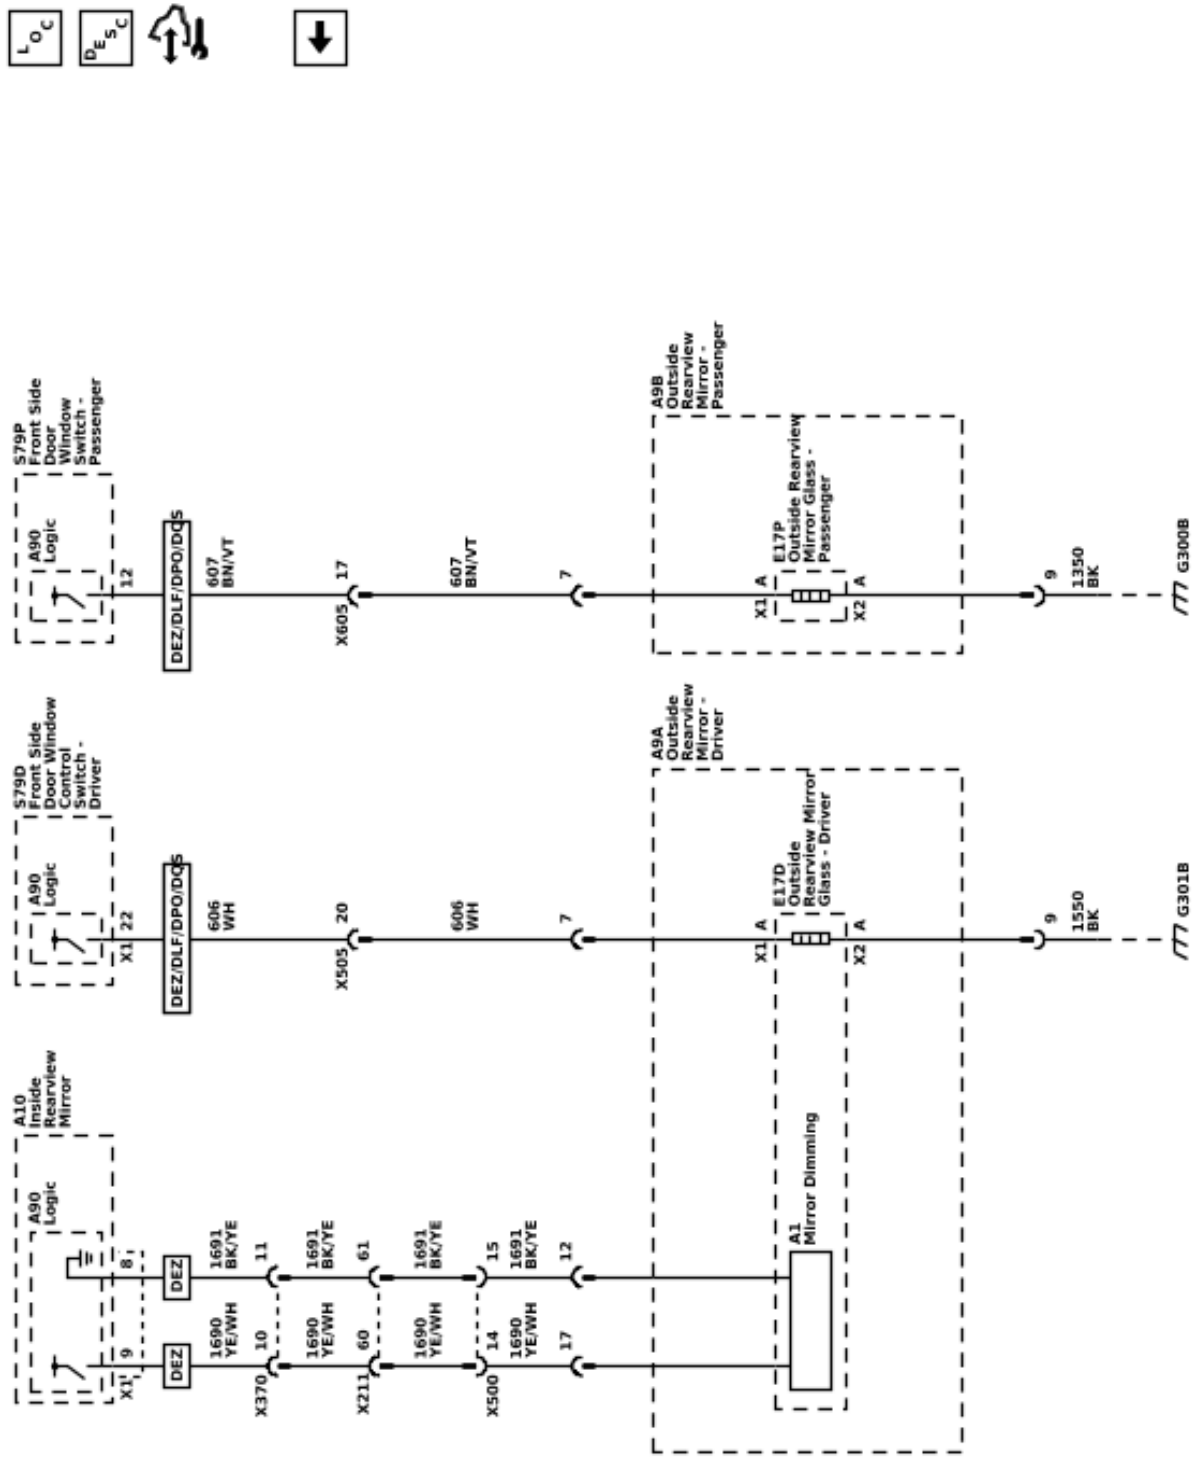 LOC
DESC
A10
Inside
Rearview
Mirror
A90
Logic
X1
9
8
DEZ
DEZ
1690
YE/WH
1691
BK/YE
X370
10
11
1690
YE/WH
1691
BK/YE
X211
60
61
1690
YE/WH
1691
BK/YE
X500
14
15
1690
YE/WH
1691
BK/YE
17
12
A1
Mirror Dimming
S79D
Front Side
Door Window
Control
Switch -
Driver
A90
Logic
X1
22
DEZ/DLF/DPO/DQS
606
WH
X505
20
606
WH
7
A9A
Outside
Rearview
Mirror -
Driver
E17D
Outside
Rearview Mirror
Glass - Driver
X1
A
X2
A
9
1550
BK
G301B
S79P
Front Side
Door
Window
Switch -
Passenger
A90
Logic
12
DEZ/DLF/DPO/DQS
607
BN/VT
X605
17
607
BN/VT
7
A9B
Outside
Rearview
Mirror -
Passenger
E17P
Outside Rearview
Mirror Glass -
Passenger
X1
A
X2
A
9
1350
BK
G300B